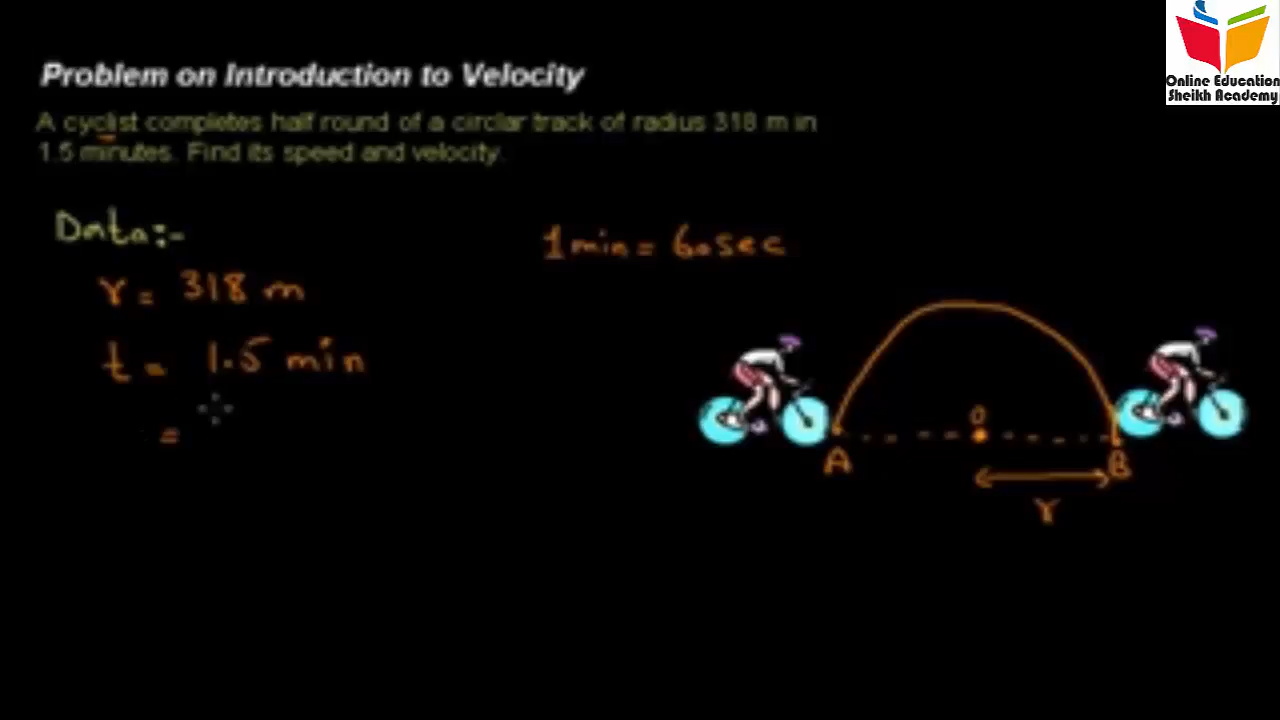 Online Education
Sheikh Academy
Problem on Introduction to Velocity
A cyclist completes half round of a circlar track of radius 318 m in
1.5 minutes. Find its speed and velocity.
Data:-
r = 318 m
t = 1.5 min
=
1 min = 60 sec
O
A
B
r